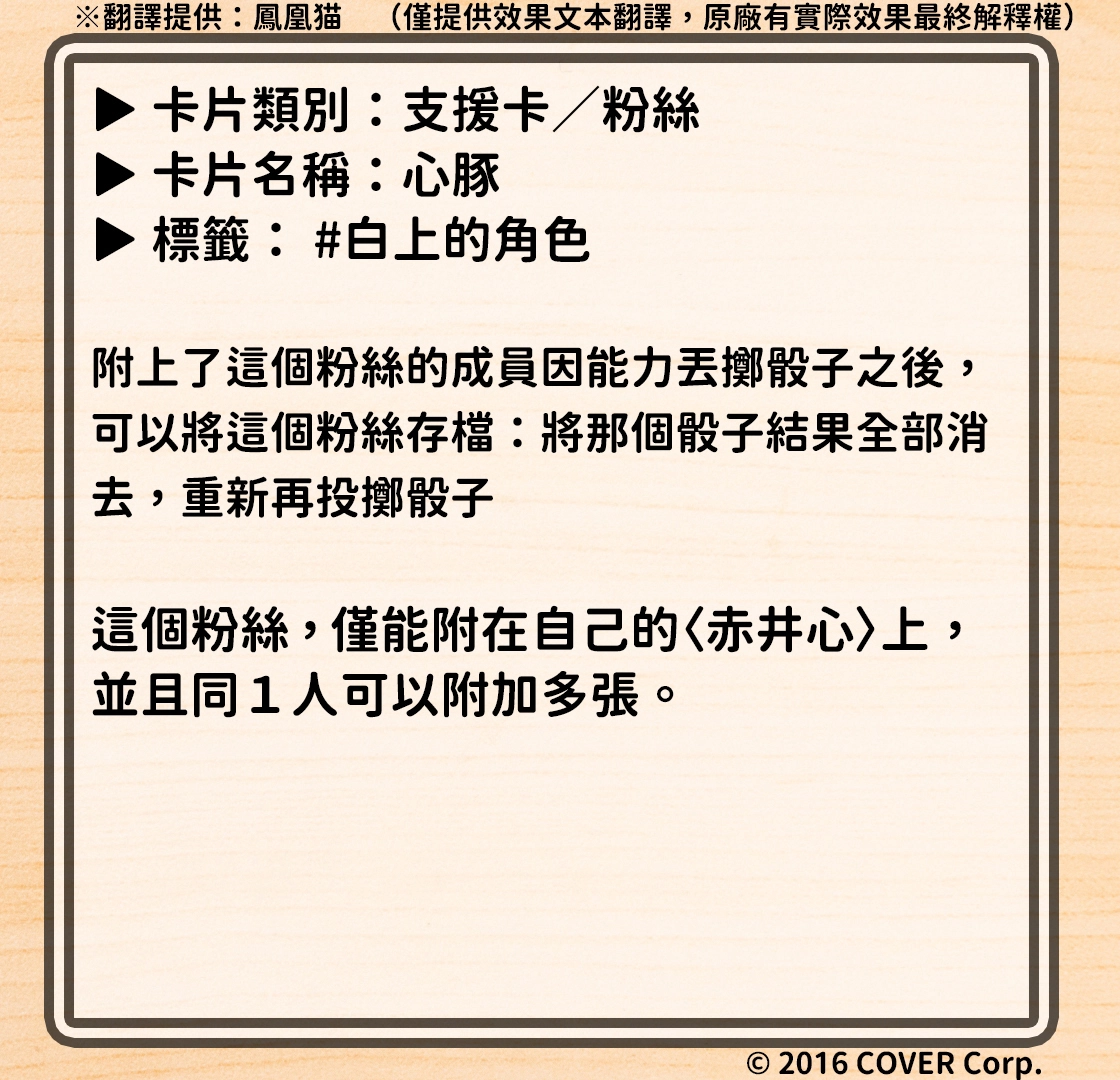 ※翻譯提供：鳳凰猫　（僅提供效果文本翻譯，原廠有實際效果最終解釋權）
▶ 卡片類別：支援卡／粉絲
▶ 卡片名稱：心豚
▶ 標籤： #白上的角色
附上了這個粉絲的成員因能力丟擲骰子之後，
可以將這個粉絲存檔：將那個骰子結果全部消
去，重新再投擲骰子
這個粉絲，僅能附在自己的〈赤井心〉上，
並且同１人可以附加多張。
© 2016 COVER Corp.